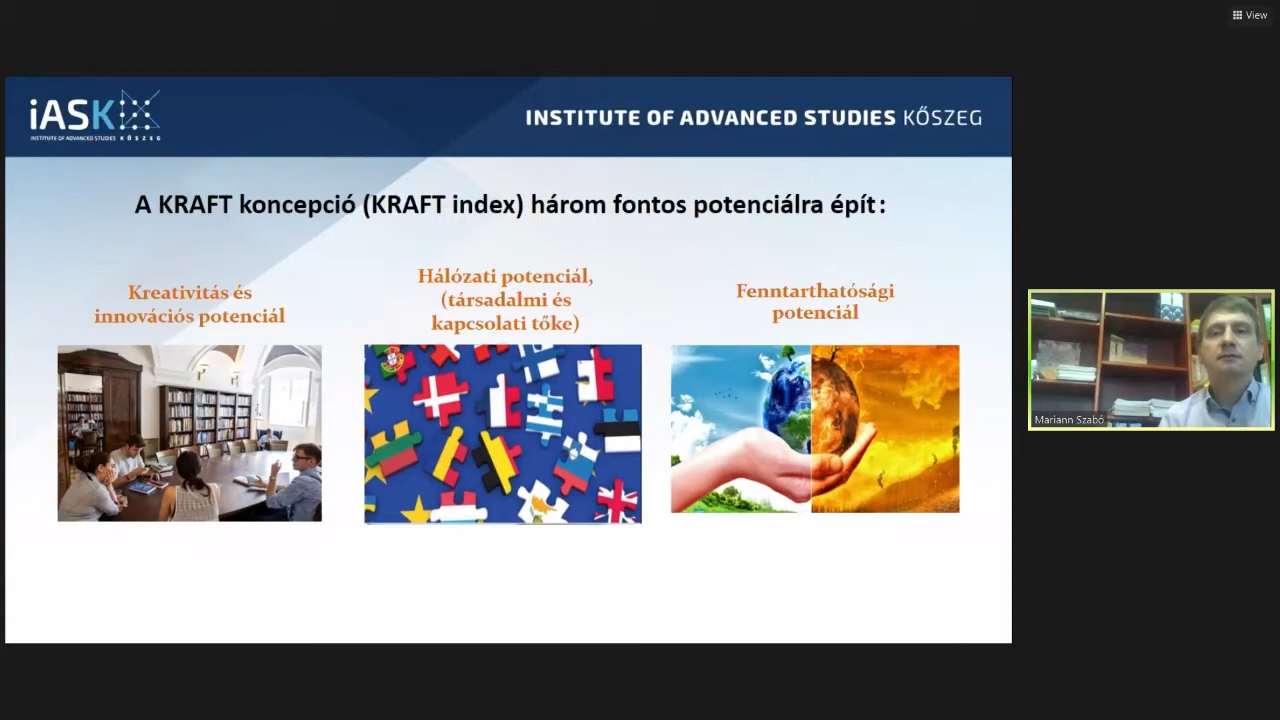 View
iASK
INSTITUTE OF ADVANCED STUDIES KŐSZEG
INSTITUTE OF ADVANCED STUDIES KŐSZEG
A KRAFT koncepció (KRAFT index) három fontos potenciálra épít:
Kreativitás és
innovációs potenciál
Hálózati potenciál,
(társadalmi és
kapcsolati tőke)
Fenntarthatósági
potenciál
Mariann Szabó